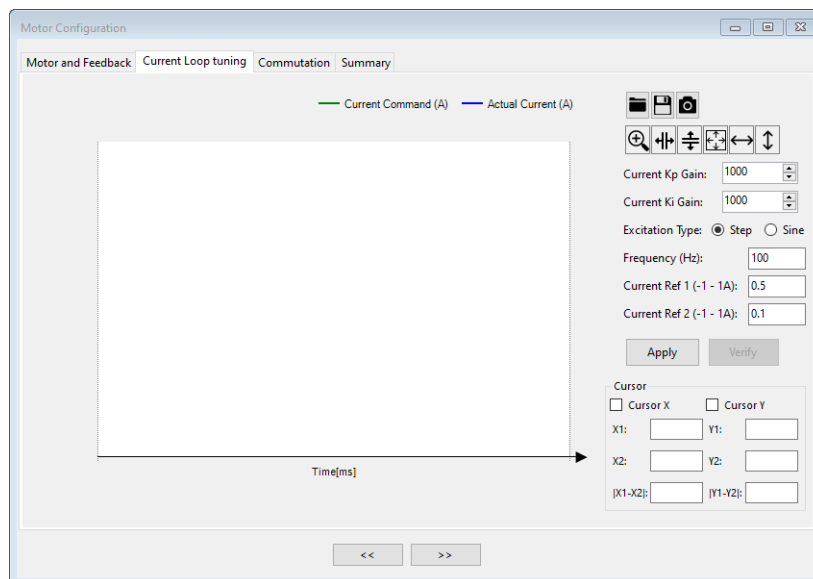 Motor Configuration
Motor and Feedback Current Loop tuning Commutation Summary
Current Command (A) Actual Current (A)
Current Kp Gain: 1000
Current Ki Gain: 1000
Excitation Type: Step Sine
Frequency (Hz): 100
Current Ref 1 (-1 - 1A): 0.5
Current Ref 2 (-1 - 1A): 0.1
Apply Verify
Cursor
Cursor X Cursor Y
X1: Y1:
X2: Y2:
|X1-X2|: |Y1-Y2|:
Time[ms]
<< >>